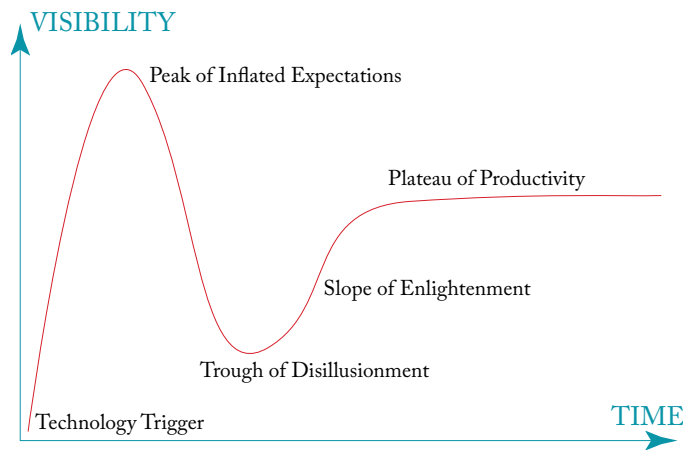 VISIBILITY
Peak of Inflated Expectations
Plateau of Productivity
Slope of Enlightenment
Trough of Disillusionment
Technology Trigger
TIME